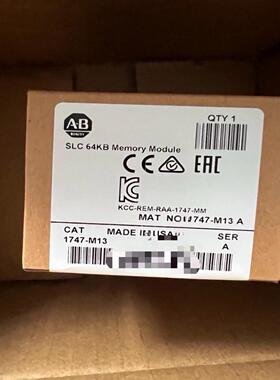 A-B
QUALITY
QTY 1
SLC 64KB Memory Module
CE EAC
KCC-REM-RAA-1747-MM
MAT NO 1747-M13 A
CAT MADE IN USA SER
1747-M13 A